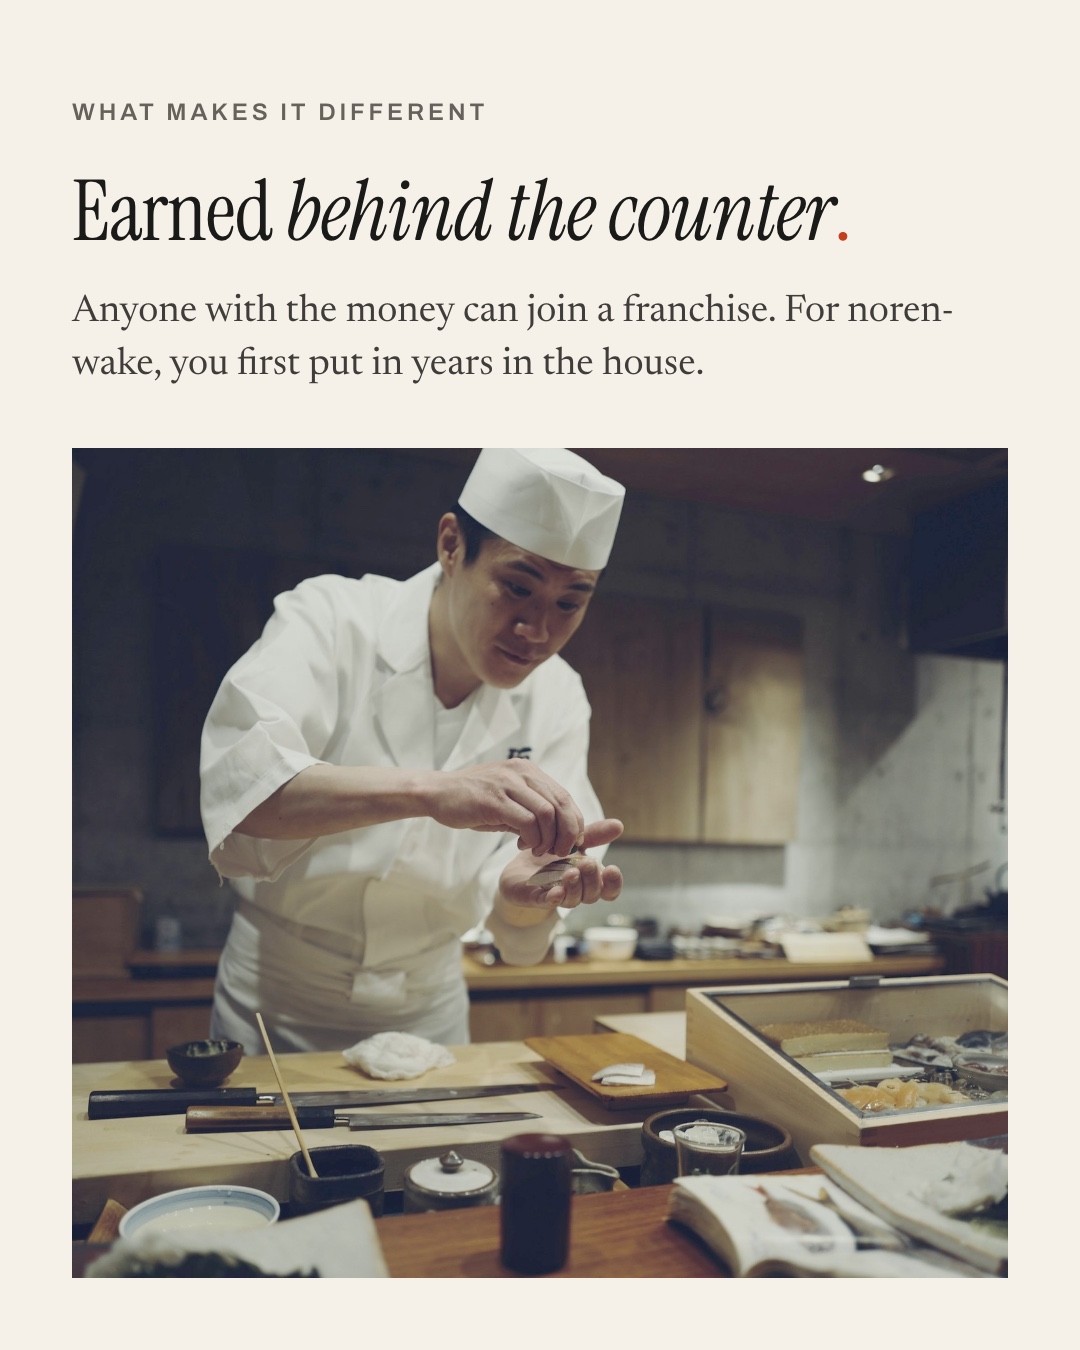 WHAT MAKES IT DIFFERENT
Earned behind the counter.
Anyone with the money can join a franchise. For noren-
wake, you first put in years in the house.